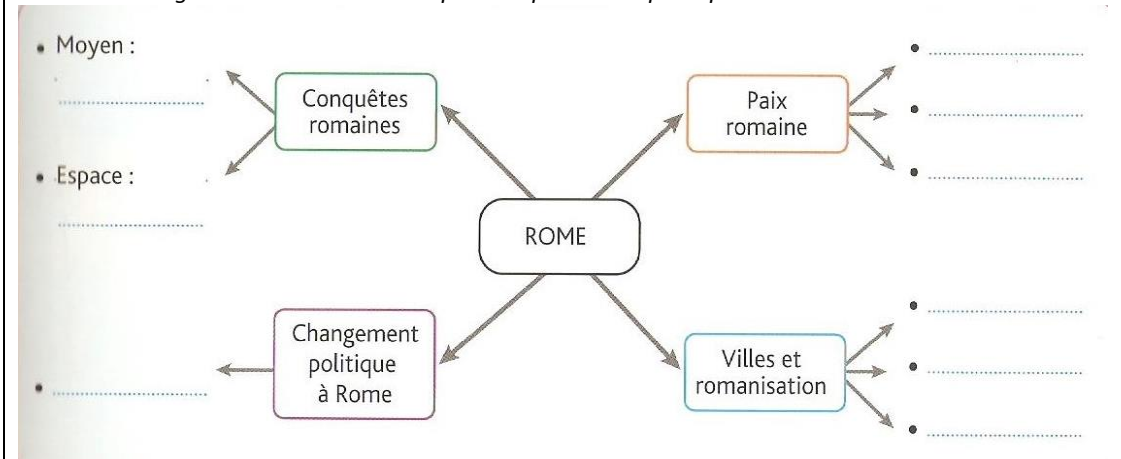 • Moyen :
Conquêtes
romaines
• Espace :
Paix
romaine
ROME
Changement
politique
à Rome
Villes et
romanisation